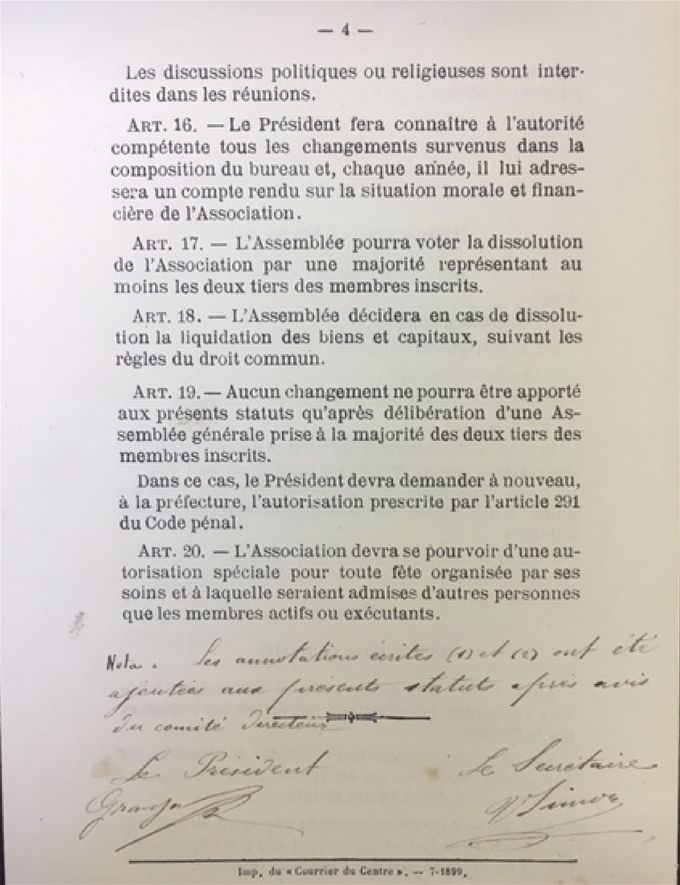 — 4 —
Les discussions politiques ou religieuses sont inter-
dites dans les réunions.
ART. 16. — Le Président fera connaître à l'autorité
compétente tous les changements survenus dans la
composition du bureau et, chaque année, il lui adres-
sera un compte rendu sur la situation morale et finan-
cière de l'Association.
ART. 17. — L'Assemblée pourra voter la dissolution
de l'Association par une majorité représentant au
moins les deux tiers des membres inscrits.
ART. 18. — L'Assemblée décidera en cas de dissolu-
tion la liquidation des biens et capitaux, suivant les
règles du droit commun.
ART. 19. — Aucun changement ne pourra être apporté
aux présents statuts qu'après délibération d'une As-
semblée générale prise à la majorité des deux tiers des
membres inscrits.
Dans ce cas, le Président devra demander à nouveau,
à la préfecture, l'autorisation prescrite par l'article 291
du Code pénal.
ART. 20. — L'Association devra se pourvoir d'une au-
torisation spéciale pour toute fête organisée par ses
soins et à laquelle seraient admises d'autres personnes
que les membres actifs ou exécutants.
Nota. Les annotations écrites (1) et (2) ont été
ajoutées aux présents statuts après avis
du comité directeur
Le Président
Le Secrétaire
Simon
Imp. du « Courrier du Centre ». — 7-1899.